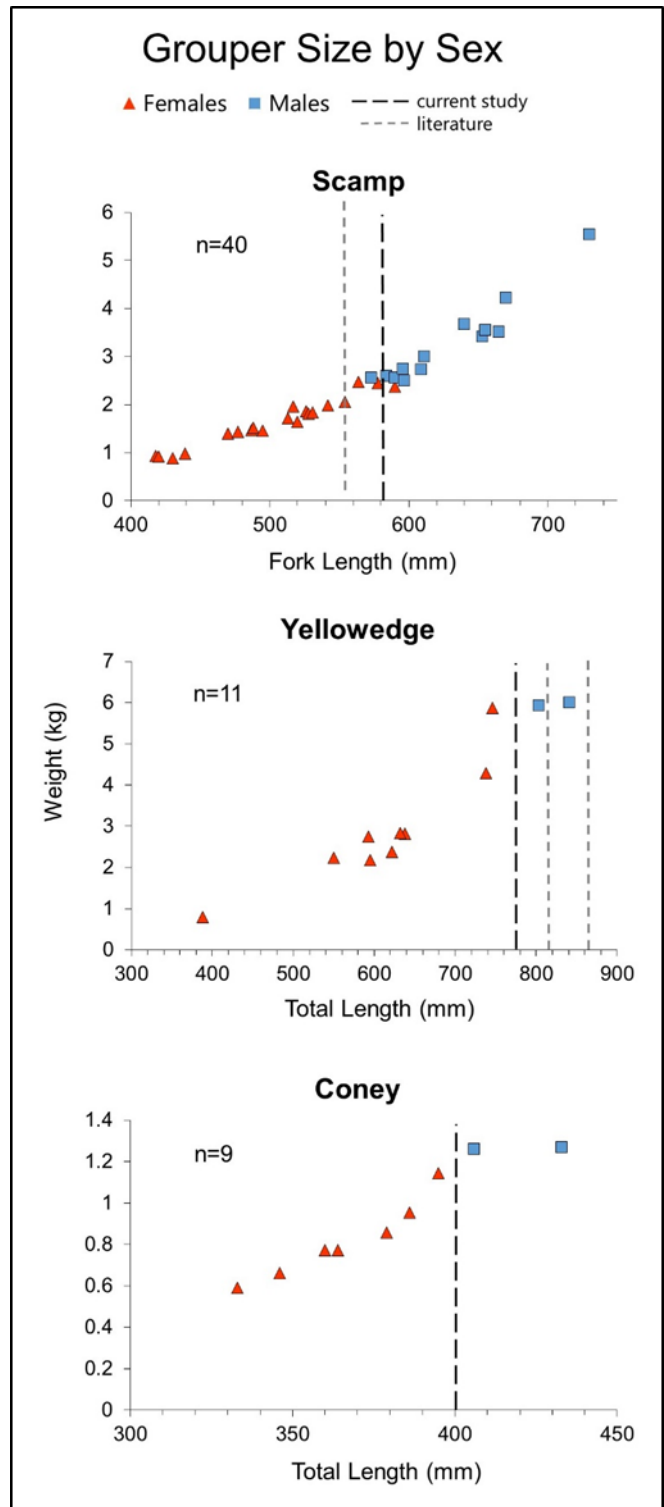 Grouper Size by Sex
Females Males current study
literature
Scamp
6
n=40
5
4
3
2
1
0
400 500 600 700
Fork Length (mm)
Yellowedge
7
n=11
6
5
4
3
2
1
0
Weight (kg)
300 400 500 600 700 800 900
Total Length (mm)
Coney
1.4
n=9
1.2
1
0.8
0.6
0.4
0.2
0
300 350 400 450
Total Length (mm)